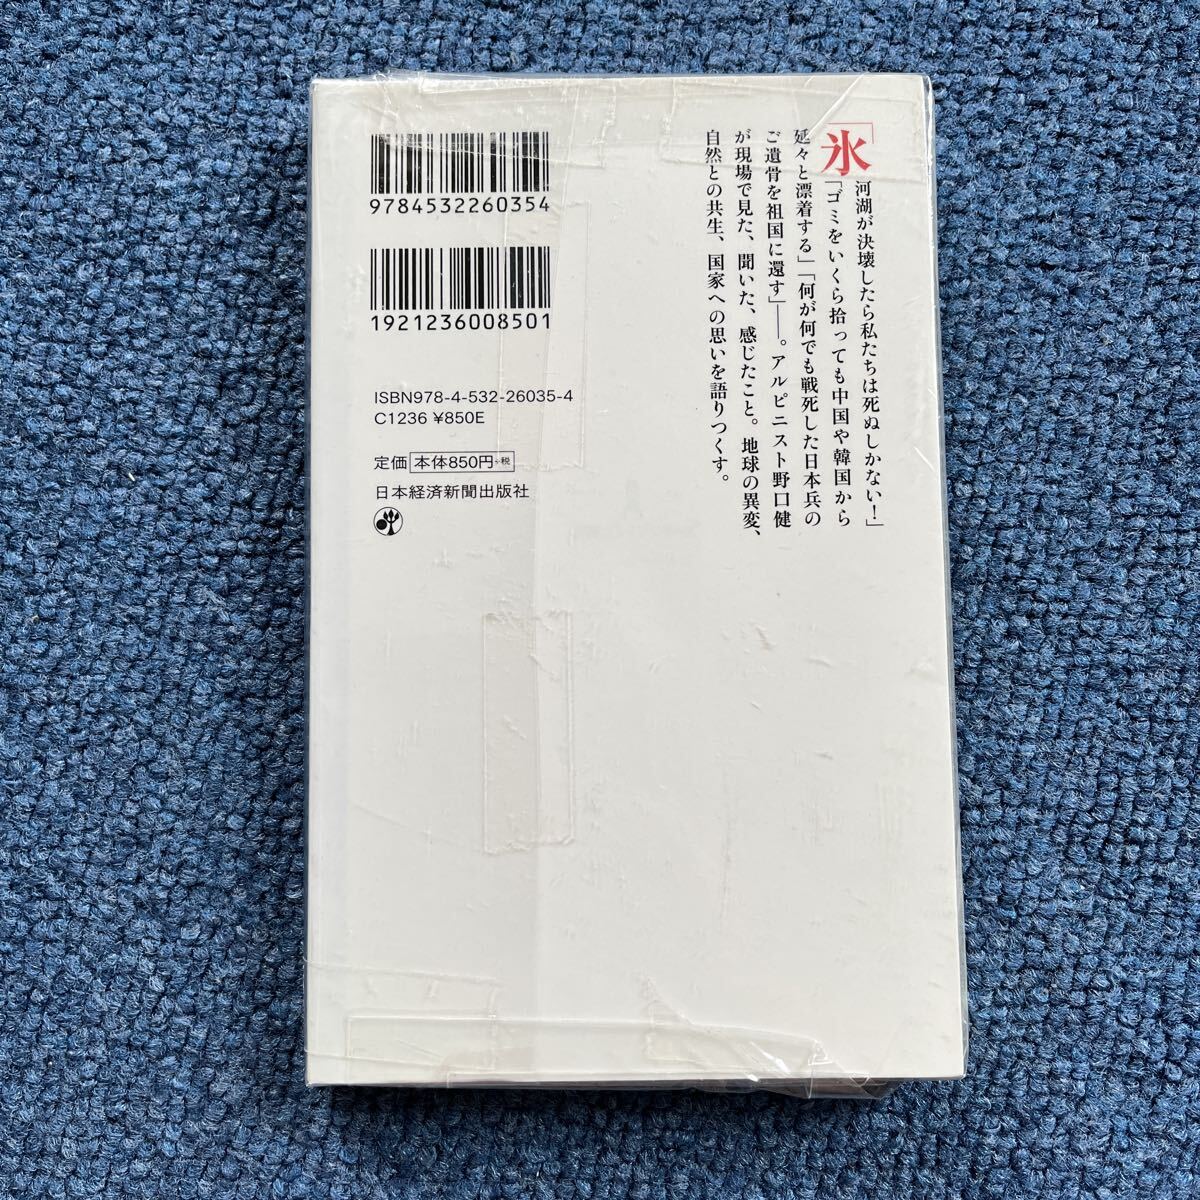 「氷河湖が決壊したら私たちは死ぬしかない！」
「ゴミをいくら拾っても中国や韓国から
延々と漂着する」「何が何でも戦死した日本兵の
ご遺骨を祖国に還す」――。アルピニスト野口健
が現場で見た、聞いた、感じたこと。地球の異変、
自然との共生、国家への思いを語りつくす。
9784532260354
1921236008501
ISBN978-4-532-26035-4
C1236 ¥850E
定価 本体850円+税
日本経済新聞出版社